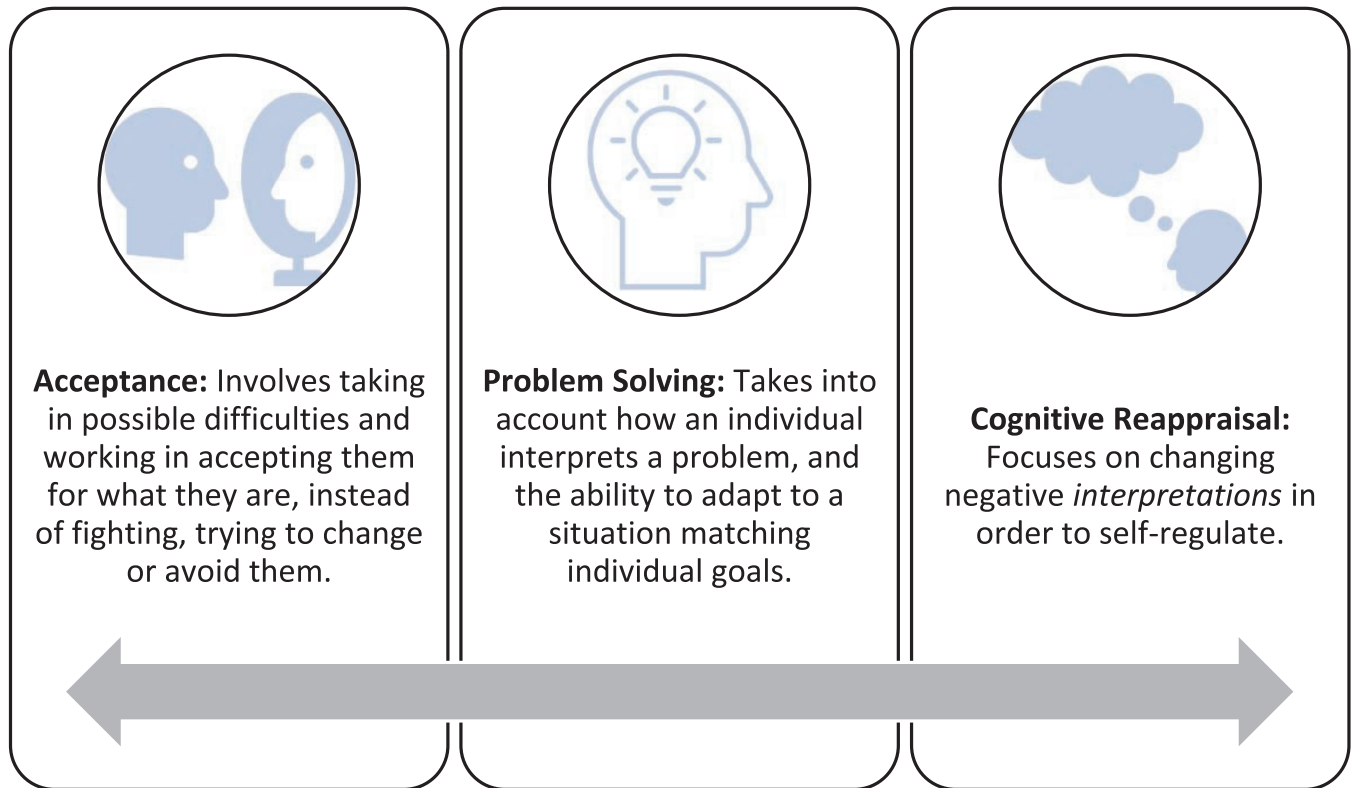 Acceptance: Involves taking
in possible difficulties and
working in accepting them
for what they are, instead
of fighting, trying to change
or avoid them.
Problem Solving: Takes into
account how an individual
interprets a problem, and
the ability to adapt to a
situation matching
individual goals.
Cognitive Reappraisal:
Focuses on changing
negative interpretations in
order to self-regulate.